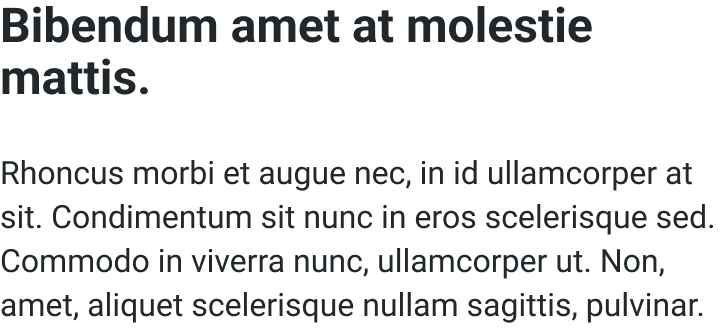 Bibendum amet at molestie
mattis.
Rhoncus morbi et augue nec, in id ullamcorper at
sit. Condimentum sit nunc in eros scelerisque sed.
Commodo in viverra nunc, ullamcorper ut. Non,
amet, aliquet scelerisque nullam sagittis, pulvinar.